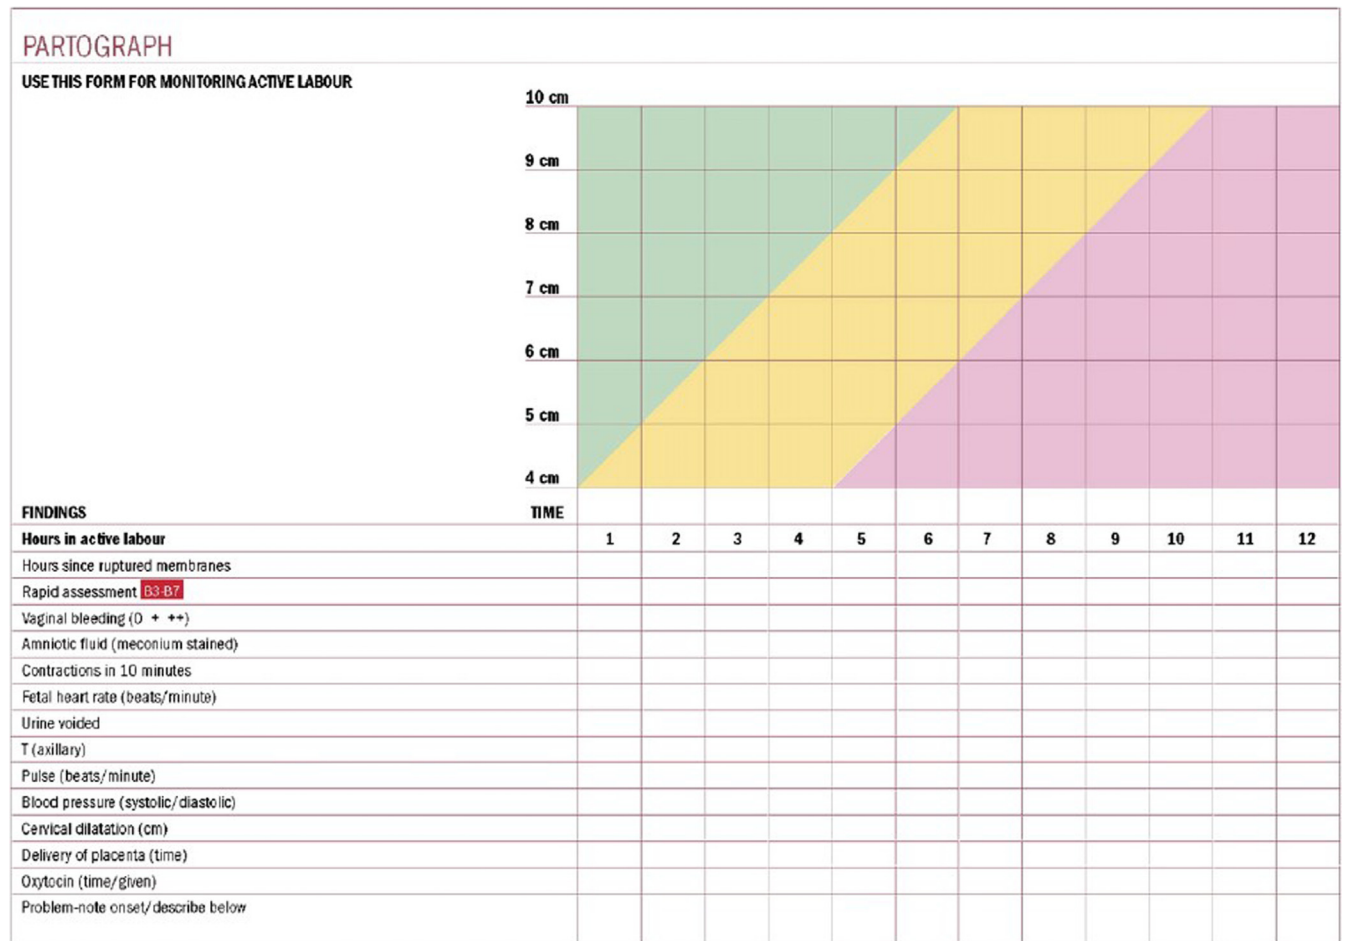 PARTOGRAPH
USE THIS FORM FOR MONITORING ACTIVE LABOUR
10 cm
9 cm
8 cm
7 cm
6 cm
5 cm
4 cm
FINDINGS TIME
Hours in active labour 1 2 3 4 5 6 7 8 9 10 11 12
Hours since ruptured membranes
Rapid assessment B3-B7
Vaginal bleeding (0 + ++)
Amniotic fluid (meconium stained)
Contractions in 10 minutes
Fetal heart rate (beats/minute)
Urine voided
T (axillary)
Pulse (beats/minute)
Blood pressure (systolic/diastolic)
Cervical dilatation (cm)
Delivery of placenta (time)
Oxytocin (time/given)
Problem-note onset/describe below